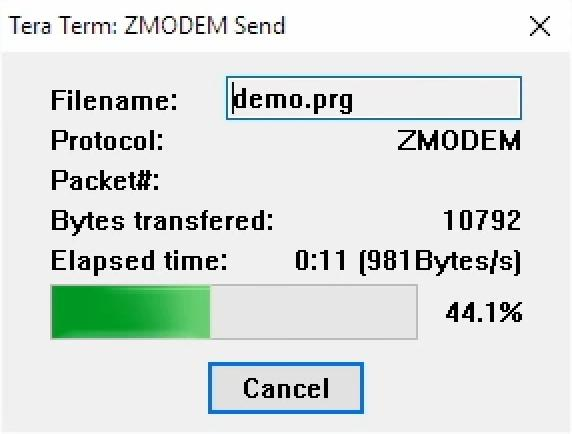 Tera Term: ZMODEM Send
Filename: demo.prg
Protocol: ZMODEM
Packet#:
Bytes transfered: 10792
Elapsed time: 0:11 (981Bytes/s)
44.1%
Cancel